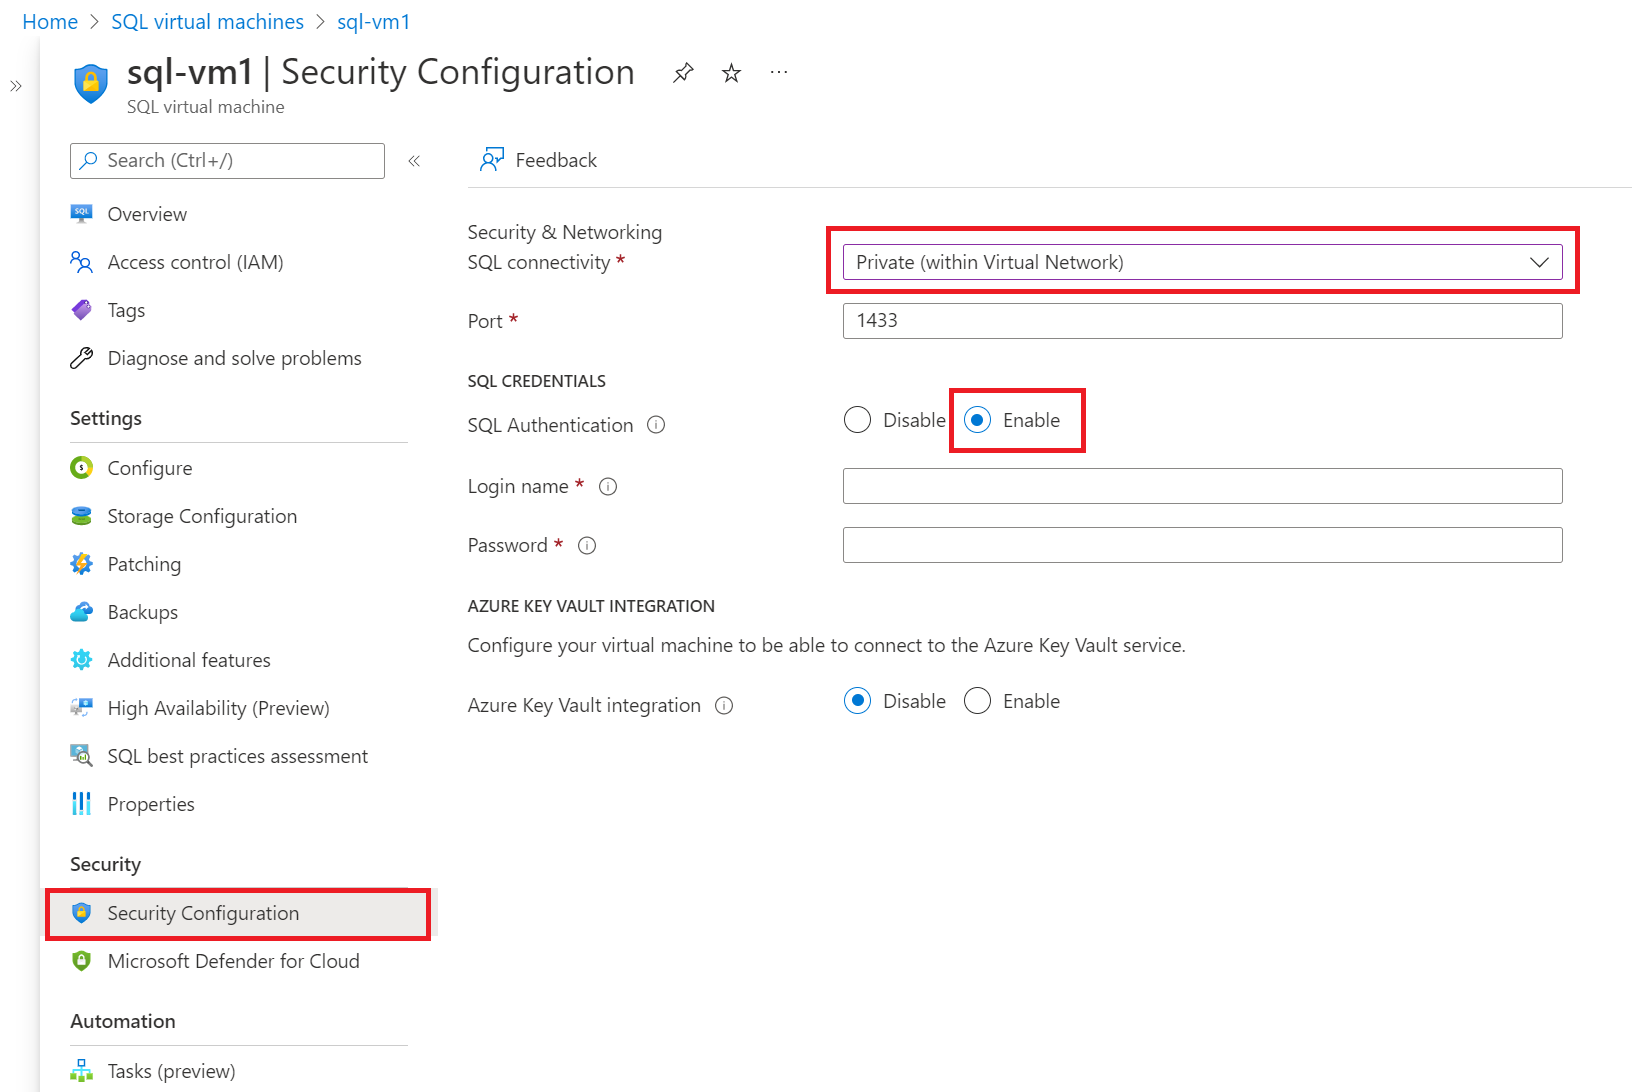 Home > SQL virtual machines > sql-vm1
sql-vm1 | Security Configuration
SQL virtual machine
Search (Ctrl+/)
Overview
Access control (IAM)
Tags
Diagnose and solve problems
Settings
Configure
Storage Configuration
Patching
Backups
Additional features
High Availability (Preview)
SQL best practices assessment
Properties
Security
Security Configuration
Microsoft Defender for Cloud
Automation
Tasks (preview)
Feedback
Security & Networking
SQL connectivity * Private (within Virtual Network)
Port * 1433
SQL CREDENTIALS
SQL Authentication Disable Enable
Login name *
Password *
AZURE KEY VAULT INTEGRATION
Configure your virtual machine to be able to connect to the Azure Key Vault service.
Azure Key Vault integration Disable Enable